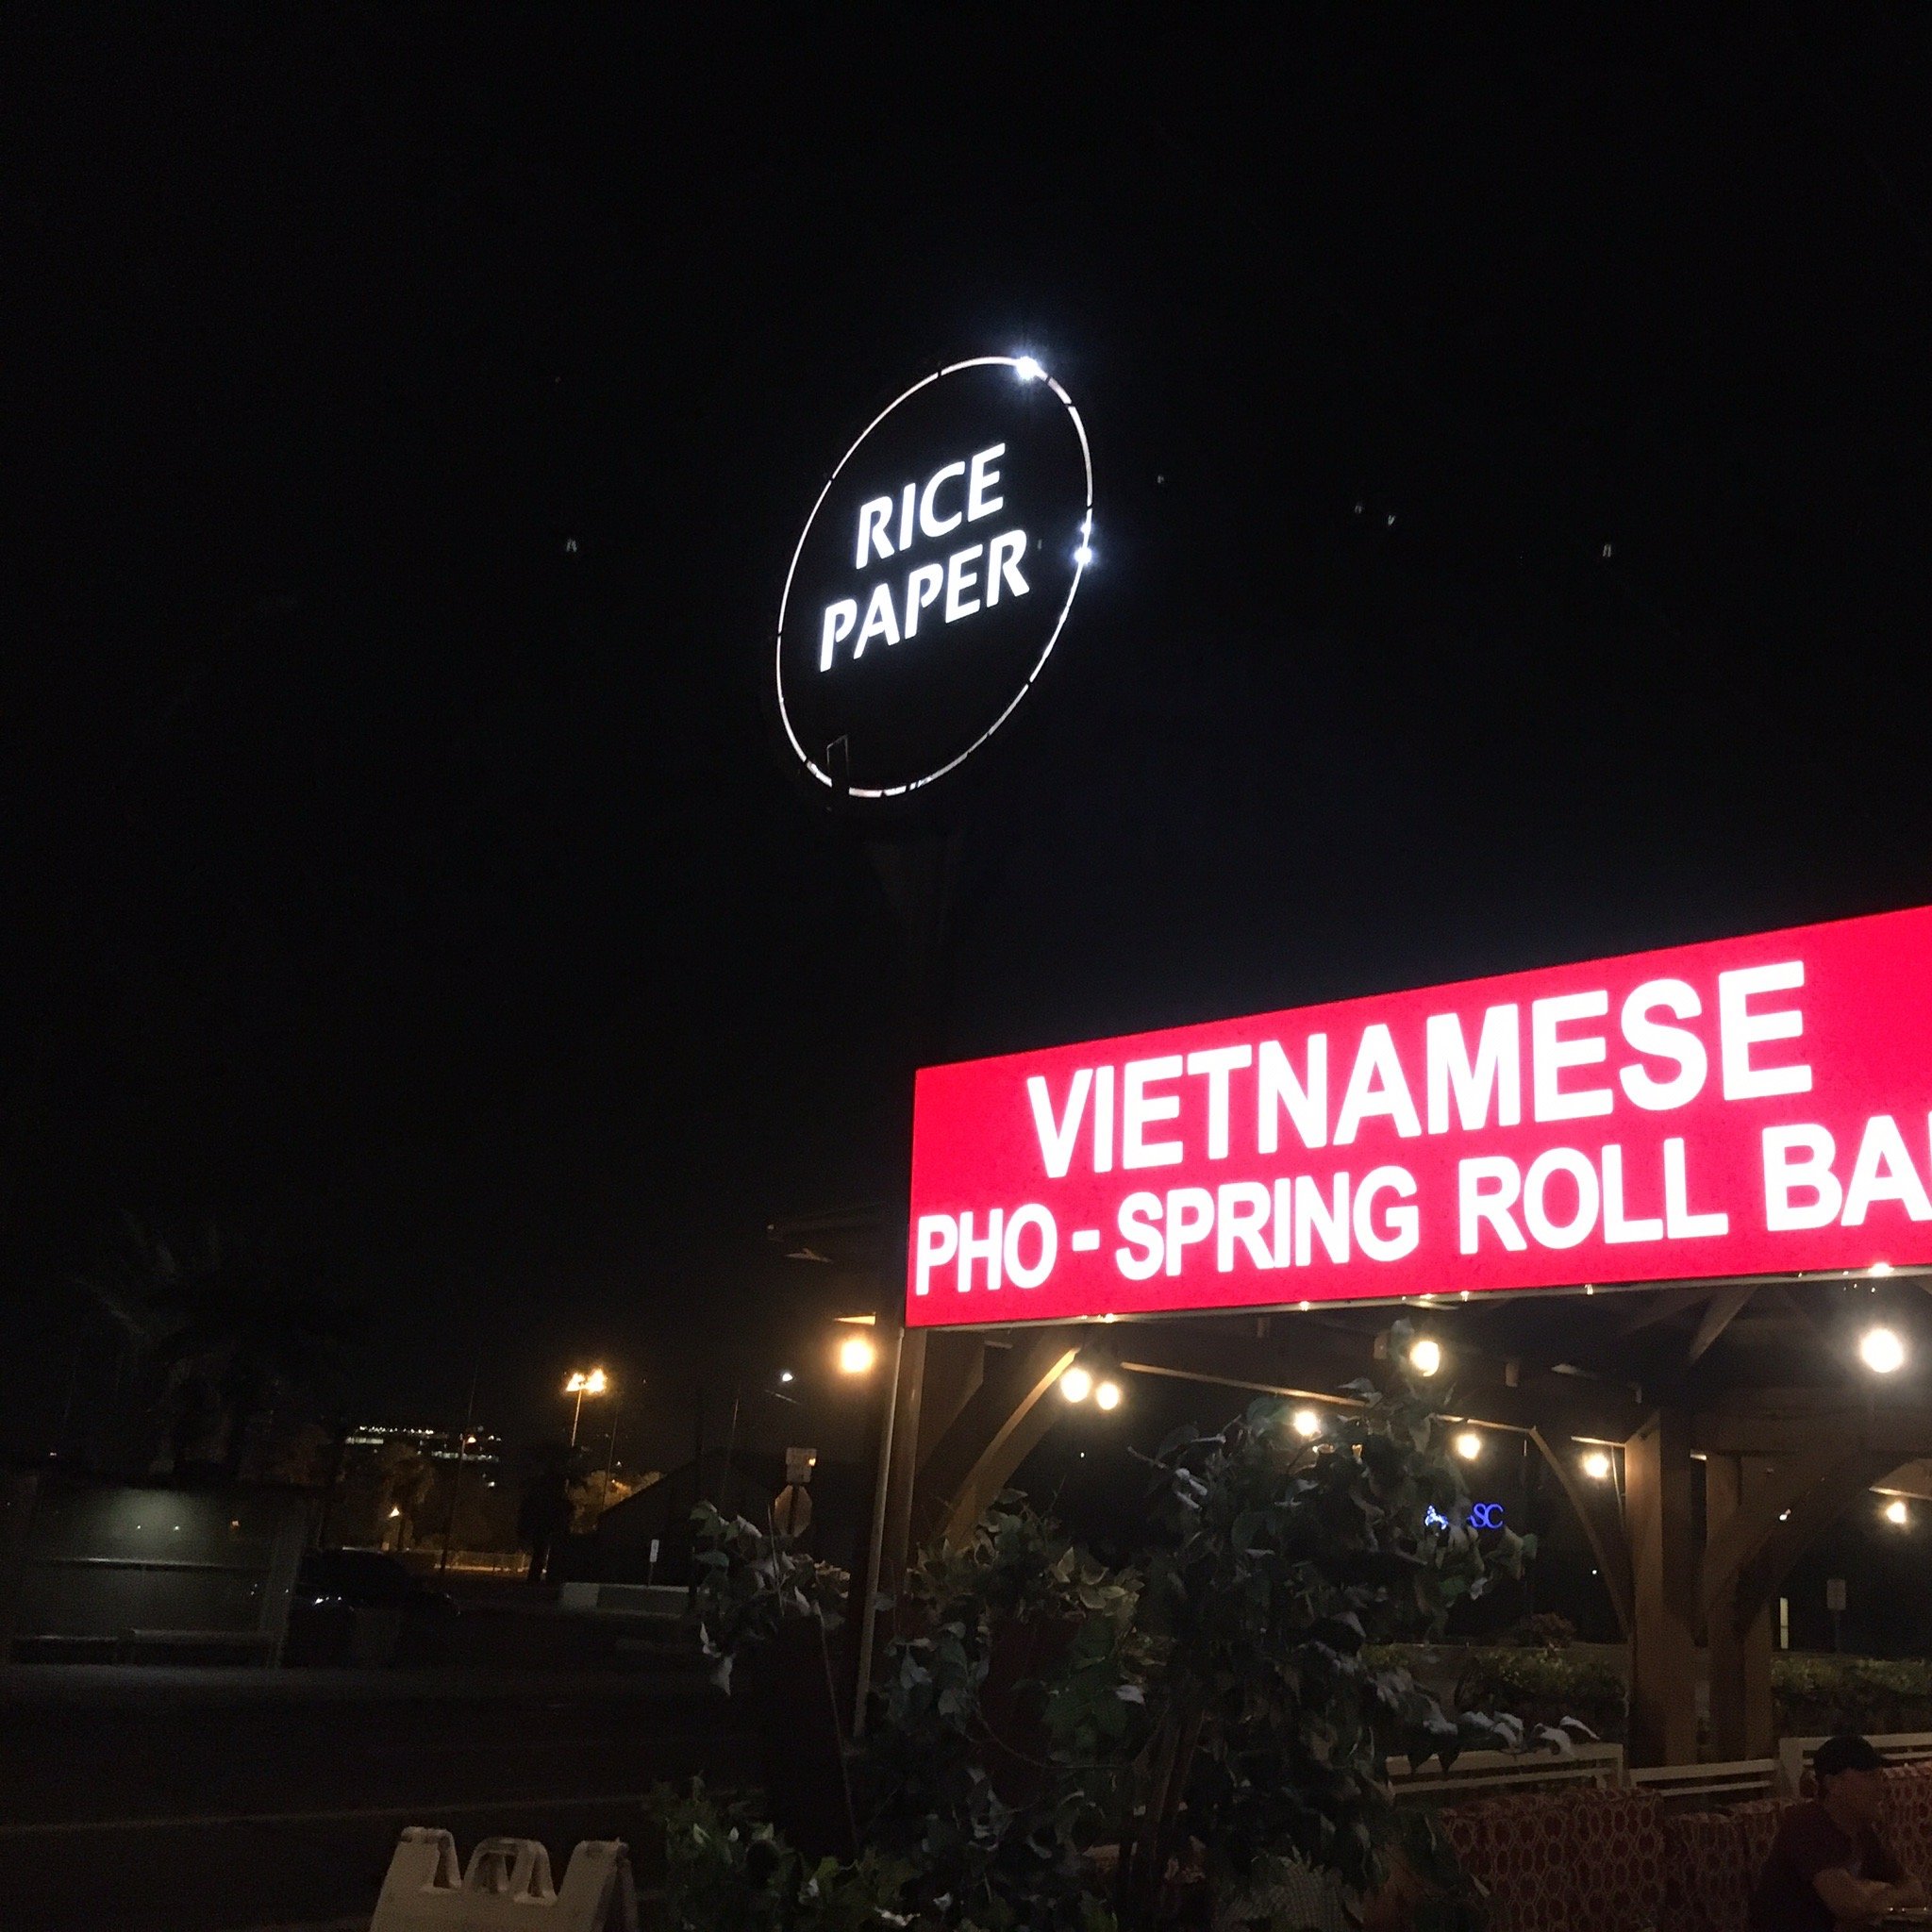 RICE
PAPER
VIETNAMESE
PHO - SPRING ROLL BA